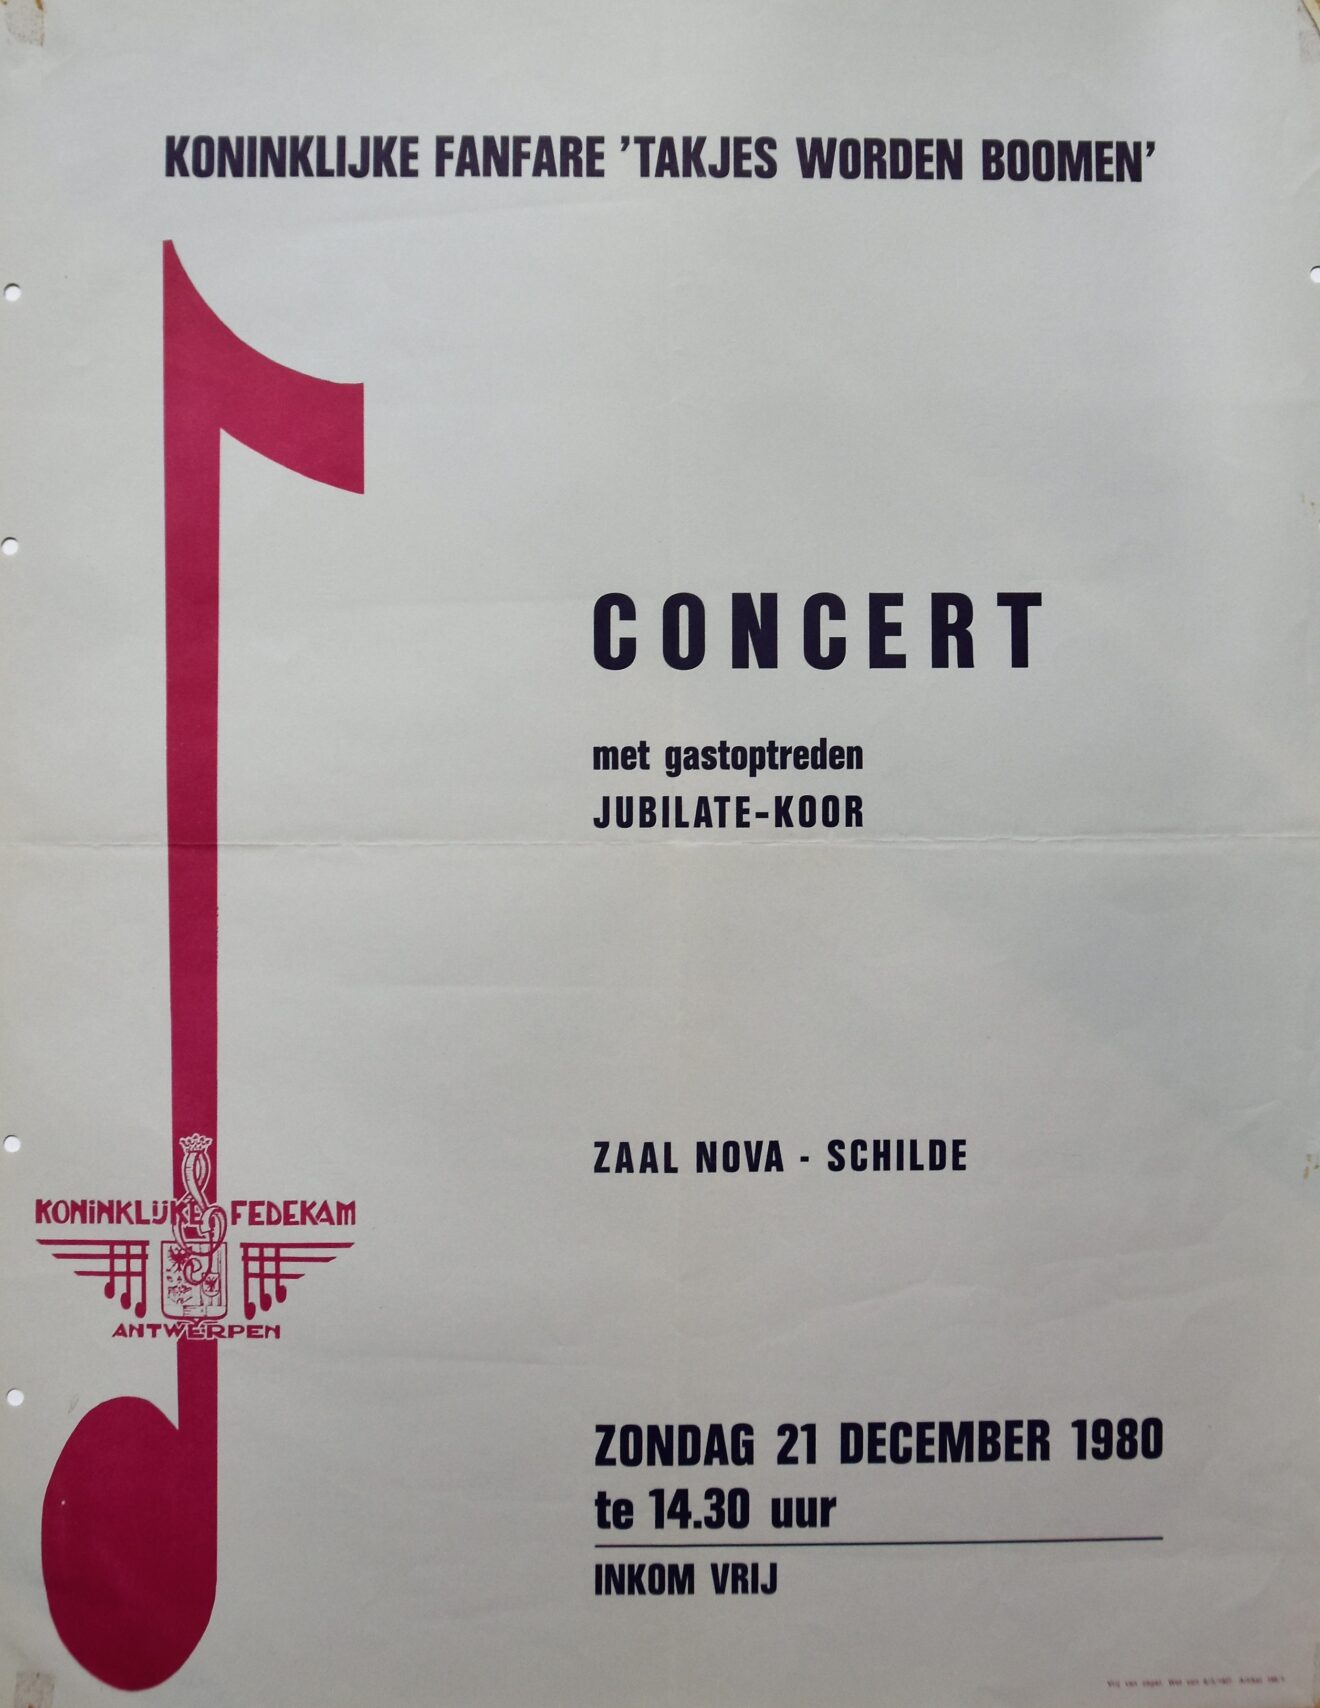 KONINKLIJKE FANFARE 'TAKJES WORDEN BOOMEN'
CONCERT
met gastoptreden
JUBILATE-KOOR
ZAAL NOVA - SCHILDE
KONINKLIJKE FEDEKAM
ANTWERPEN
ZONDAG 21 DECEMBER 1980
te 14.30 uur
INKOM VRIJ